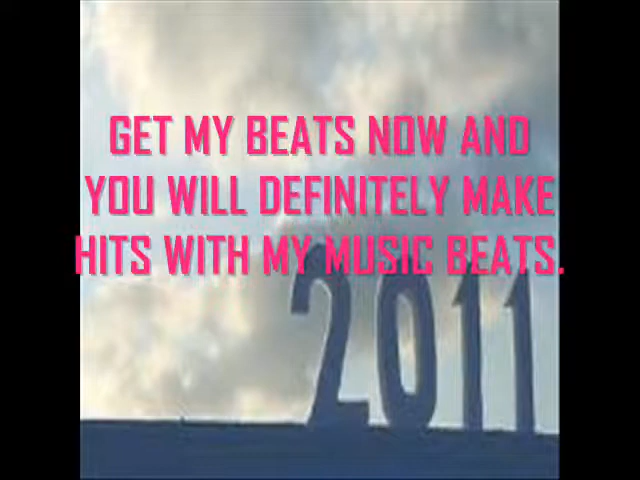 GET MY BEATS NOW AND
YOU WILL DEFINITELY MAKE
HITS WITH MY MUSIC BEATS.
2011